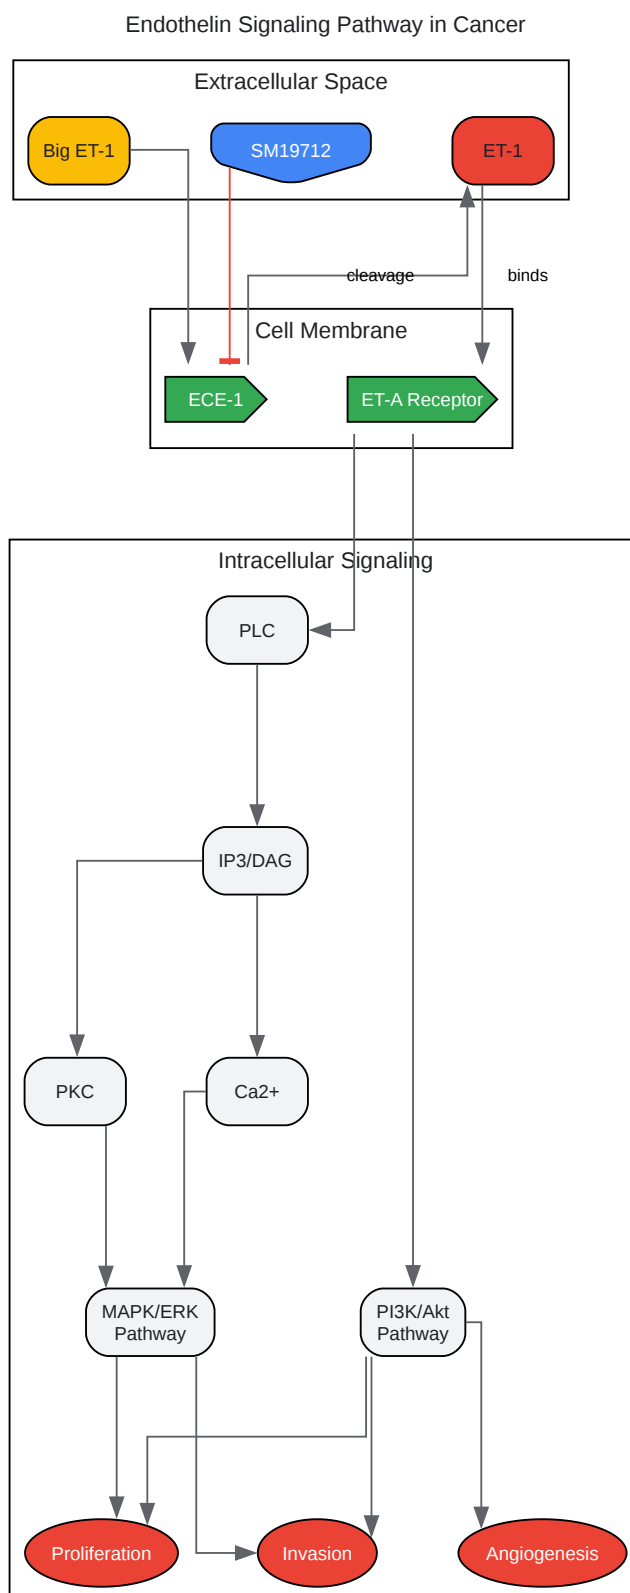 Endothelin Signaling Pathway in Cancer
Extracellular Space
Big ET-1
SM19712
ET-1
cleavage
binds
Cell Membrane
ECE-1
ET-A Receptor
Intracellular Signaling
PLC
IP3/DAG
PKC
Ca2+
MAPK/ERK
Pathway
PI3K/Akt
Pathway
Proliferation
Invasion
Angiogenesis